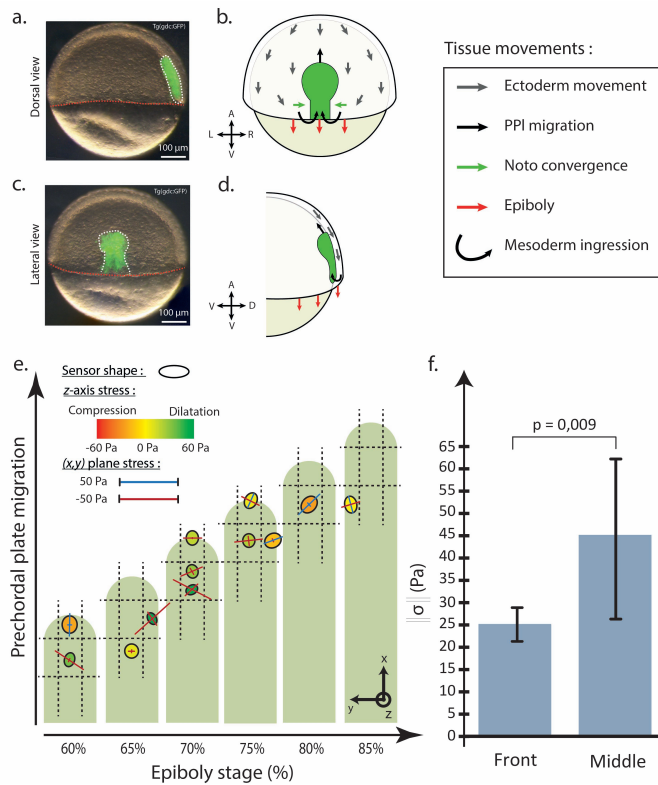 a.
Tg(gdc:GFP)
Dorsal view
100 µm
b.
A
L
R
V
c.
Tg(gdc:GFP)
Lateral view
100 µm
d.
A
V
D
V
Tissue movements :
Ectoderm movement
PPl migration
Noto convergence
Epiboly
Mesoderm ingression
e.
Sensor shape :
z-axis stress :
Compression
Dilatation
-60 Pa
0 Pa
60 Pa
(x,y) plane stress :
50 Pa
-50 Pa
Prechordal plate migration
x
y
z
60%
65%
70%
75%
80%
85%
Epiboly stage (%)
f.
p = 0,009
65
60
55
50
45
40
35
30
25
20
15
10
5
0
||σ|| (Pa)
Front
Middle